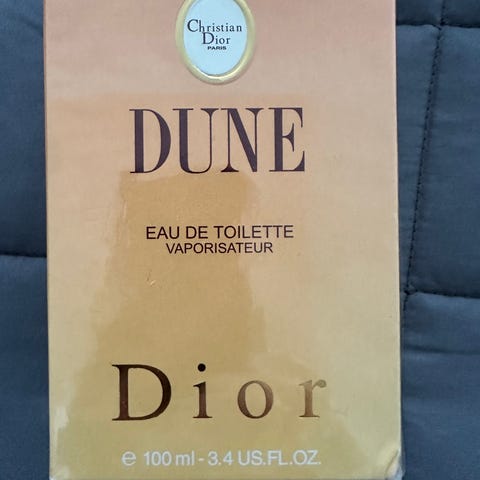 Christian
Dior
PARIS
DUNE
EAU DE TOILETTE
VAPORISATEUR
Dior
e 100 ml - 3.4 US.FL.OZ.